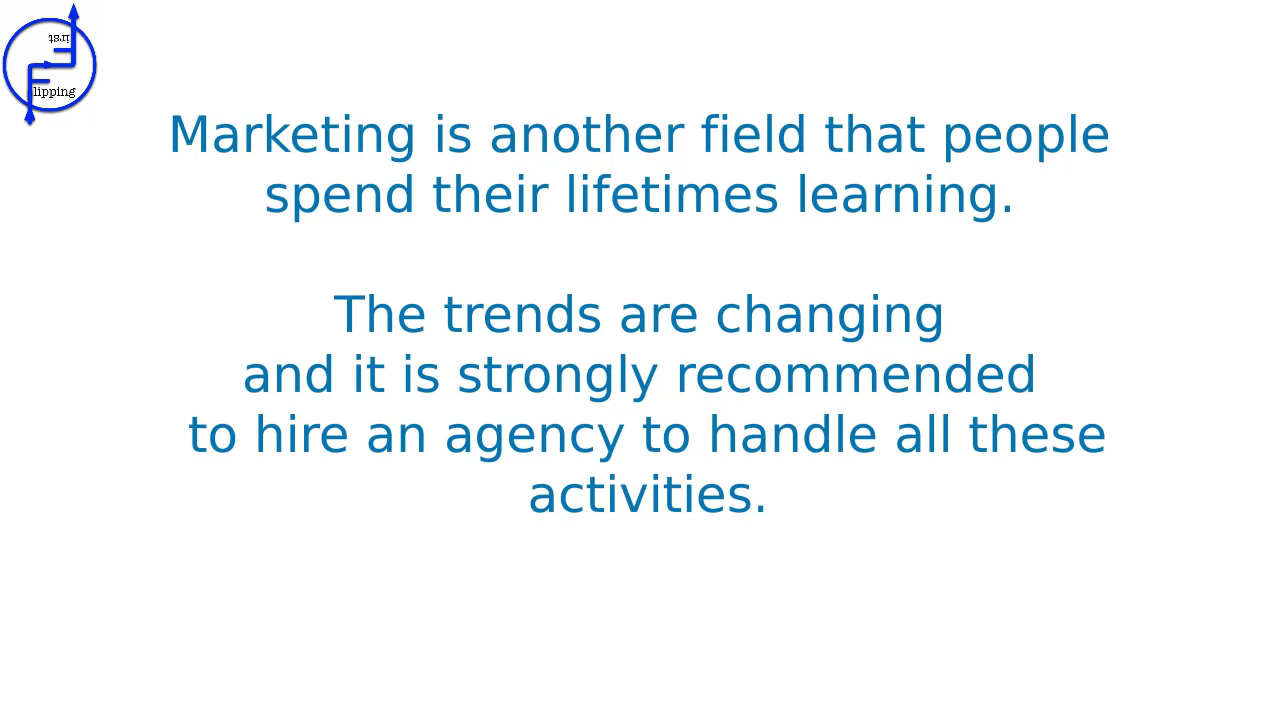 irst
lipping
Marketing is another field that people
spend their lifetimes learning.
The trends are changing
and it is strongly recommended
to hire an agency to handle all these
activities.